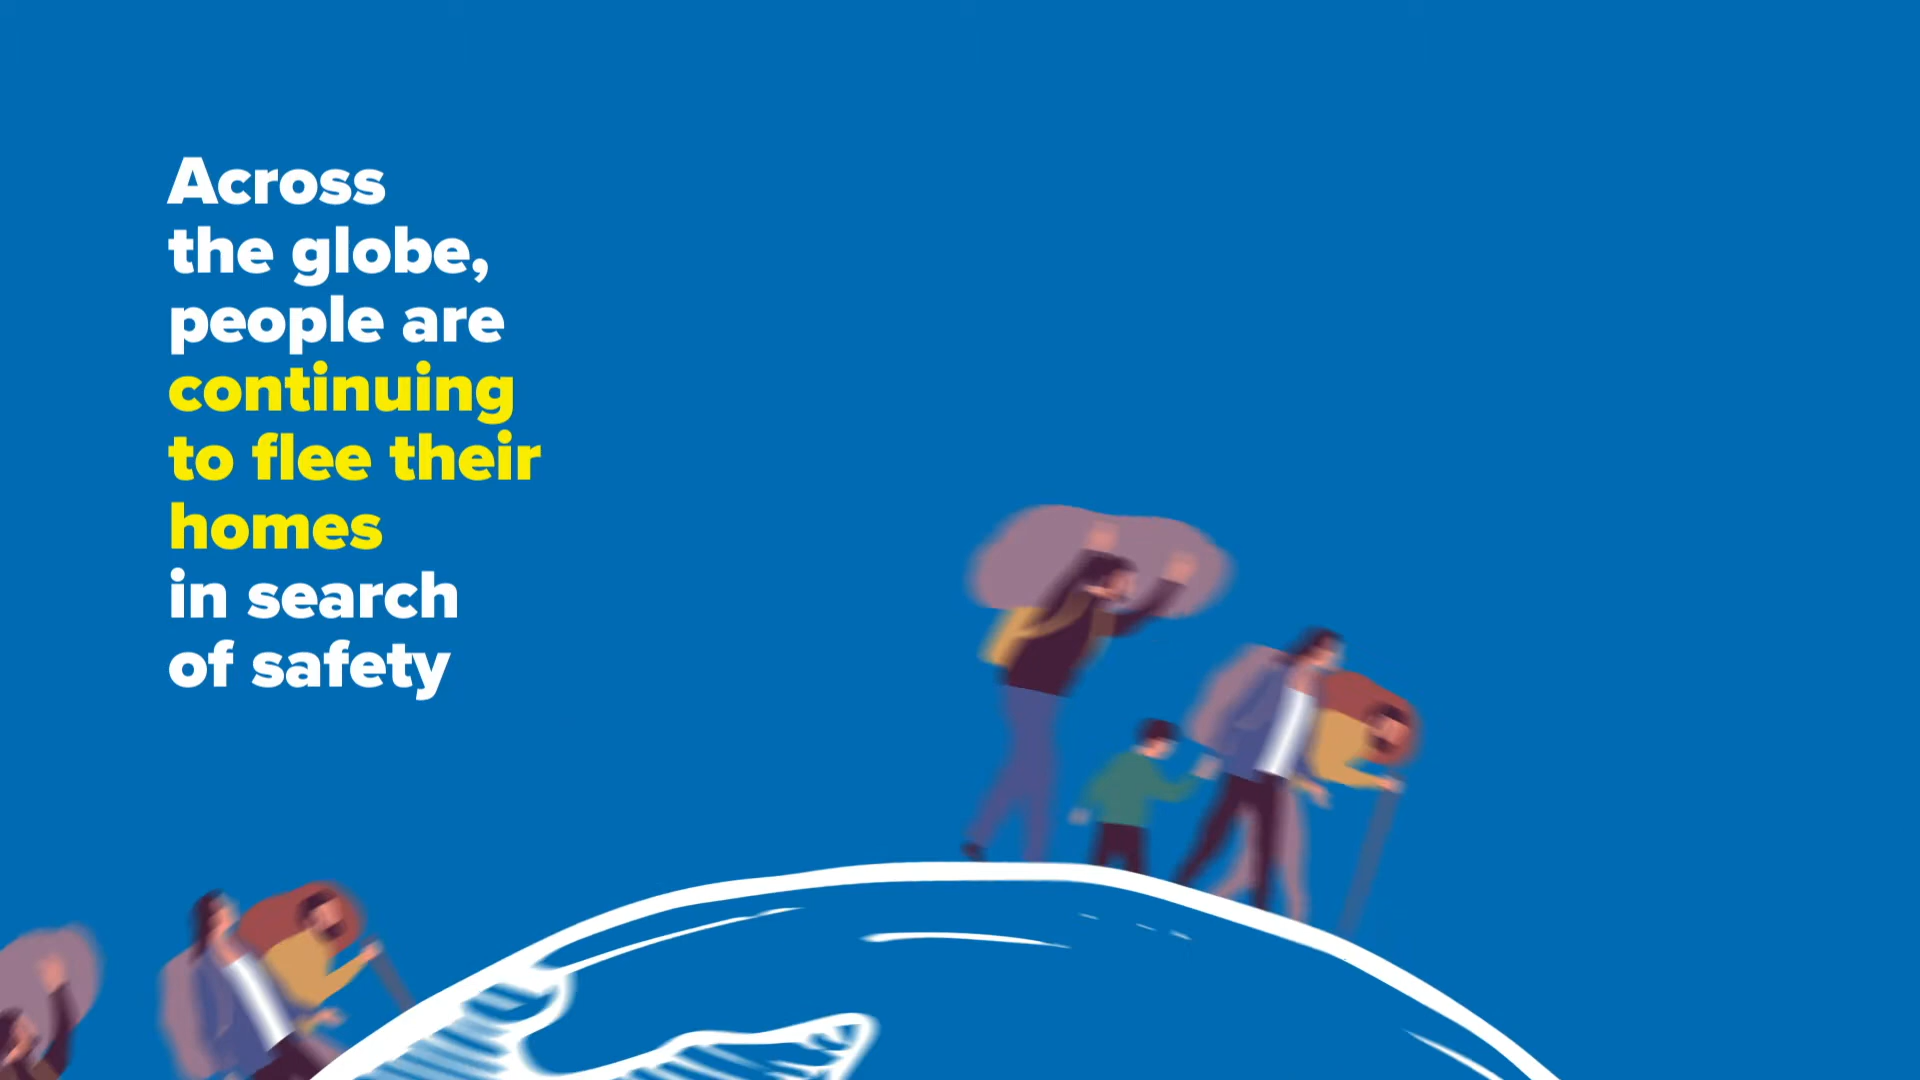 Across
the globe,
people are
continuing
to flee their
homes
in search
of safety